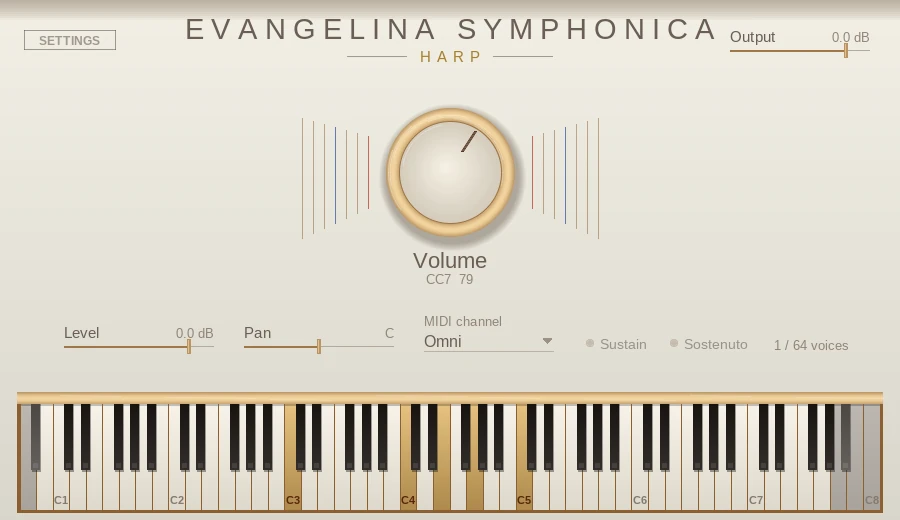 SETTINGS
EVANGELINA SYMPHONICA
Output 0.0 dB
HARP
Volume
CC7 79
Level 0.0 dB
Pan C
MIDI channel
Omni
Sustain
Sostenuto
1 / 64 voices
C1 C2 C3 C4 C5 C6 C7 C8